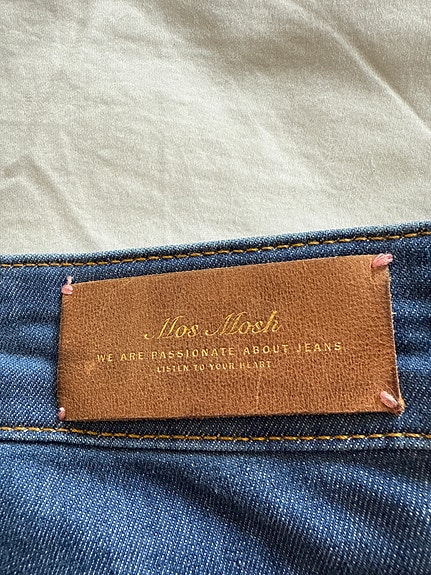 Mos Mosh
WE ARE PASSIONATE ABOUT JEANS
LISTEN TO YOUR HEART